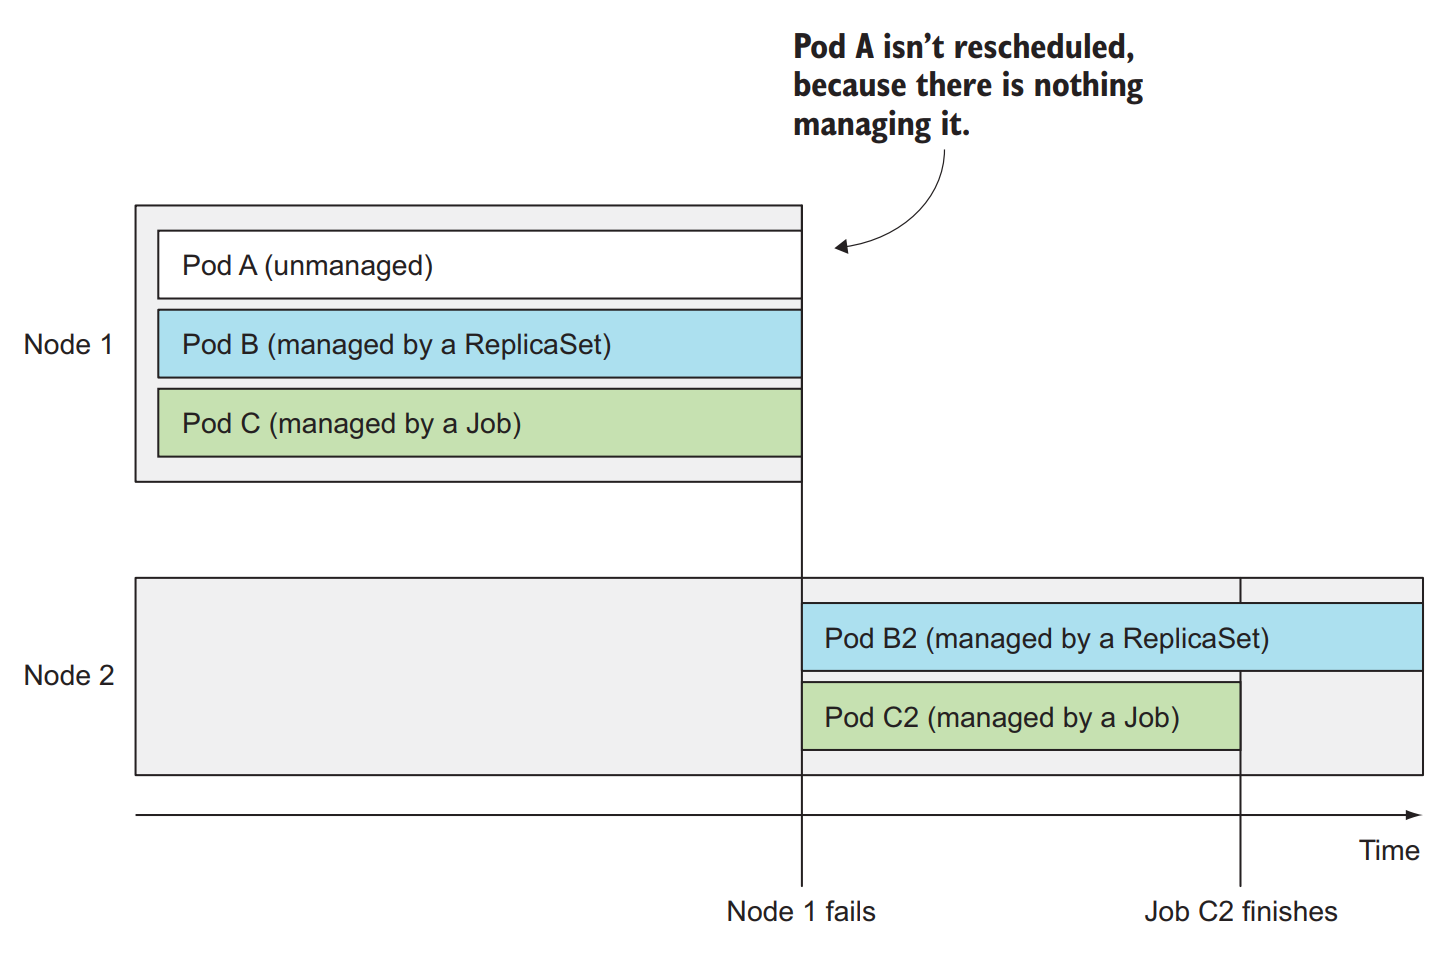 Pod A isn’t rescheduled,
because there is nothing
managing it.
Pod A (unmanaged)
Node 1
Pod B (managed by a ReplicaSet)
Pod C (managed by a Job)
Pod B2 (managed by a ReplicaSet)
Node 2
Pod C2 (managed by a Job)
Time
Node 1 fails
Job C2 finishes